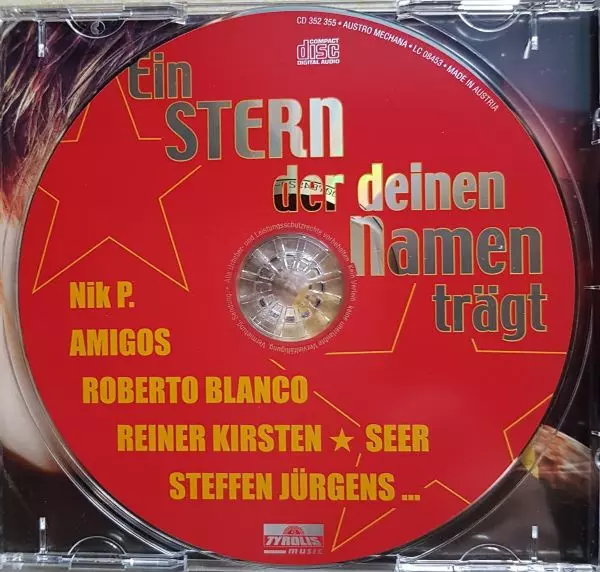 CD 352 355 • AUSTRO MECHANA • LC 08453 • MADE IN AUSTRIA
COMPACT
disc
DIGITAL AUDIO
Ein
STERN
der deinen
Namen
trägt
Nik P.
AMIGOS
ROBERTO BLANCO
REINER KIRSTEN ★ SEER
STEFFEN JÜRGENS ...
TYROLIS
MUSIC